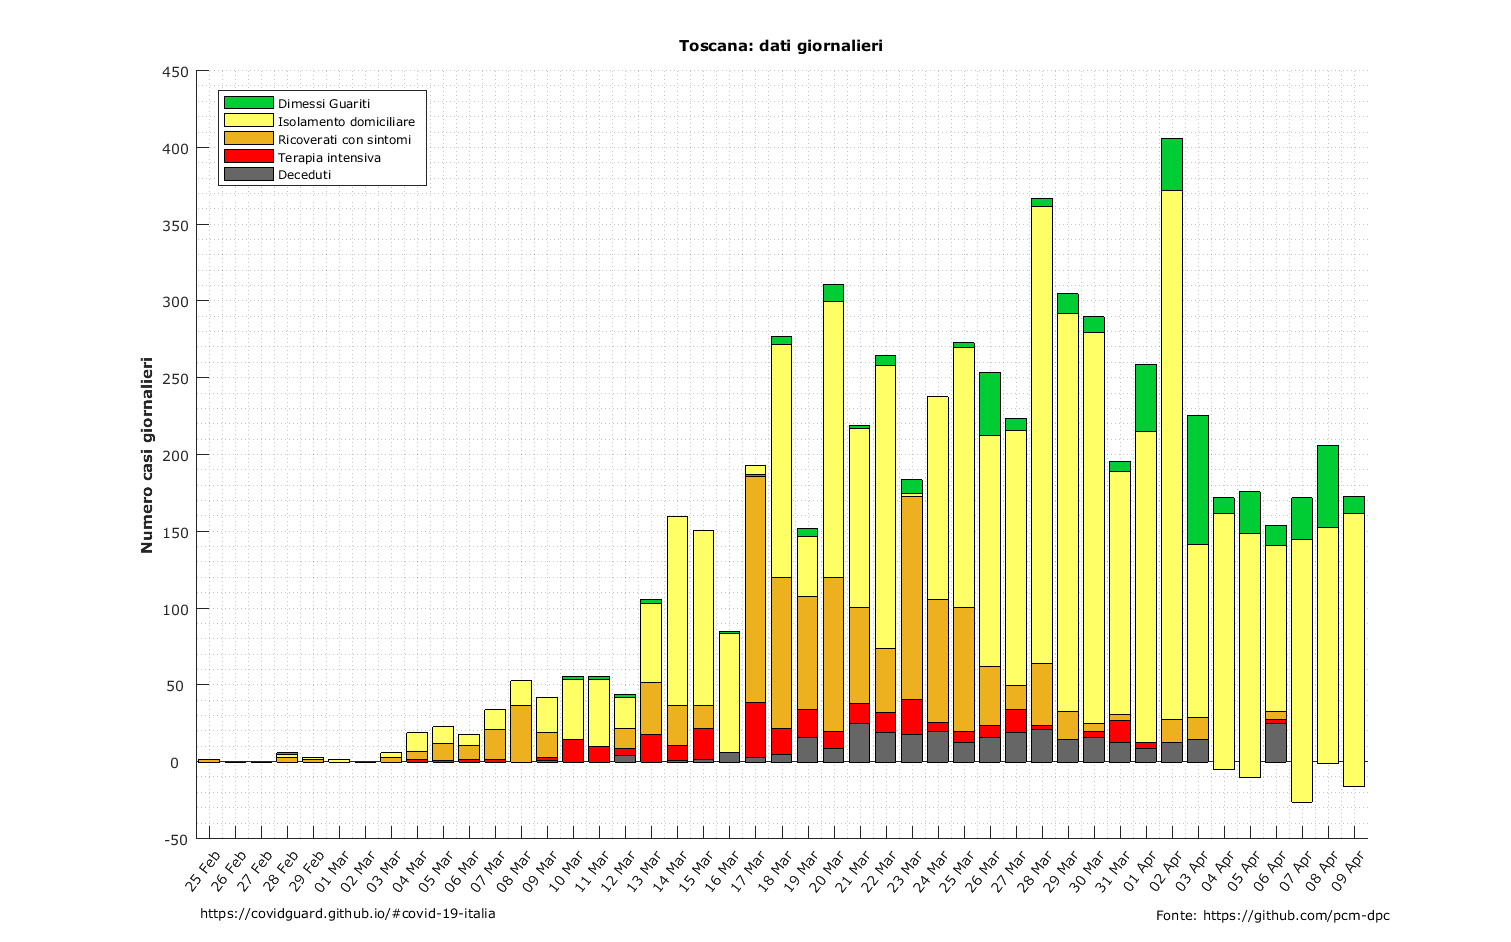 Toscana: dati giornalieri
Numero casi giornalieri
450
400
350
300
250
200
150
100
50
0
-50
Dimessi Guariti
Isolamento domiciliare
Ricoverati con sintomi
Terapia intensiva
Deceduti
25 Feb
26 Feb
27 Feb
28 Feb
29 Feb
01 Mar
02 Mar
03 Mar
04 Mar
05 Mar
06 Mar
07 Mar
08 Mar
09 Mar
10 Mar
11 Mar
12 Mar
13 Mar
14 Mar
15 Mar
16 Mar
17 Mar
18 Mar
19 Mar
20 Mar
21 Mar
22 Mar
23 Mar
24 Mar
25 Mar
26 Mar
27 Mar
28 Mar
29 Mar
30 Mar
31 Mar
01 Apr
02 Apr
03 Apr
04 Apr
05 Apr
06 Apr
07 Apr
08 Apr
09 Apr
https://covidguard.github.io/#covid-19-italia
Fonte: https://github.com/pcm-dpc